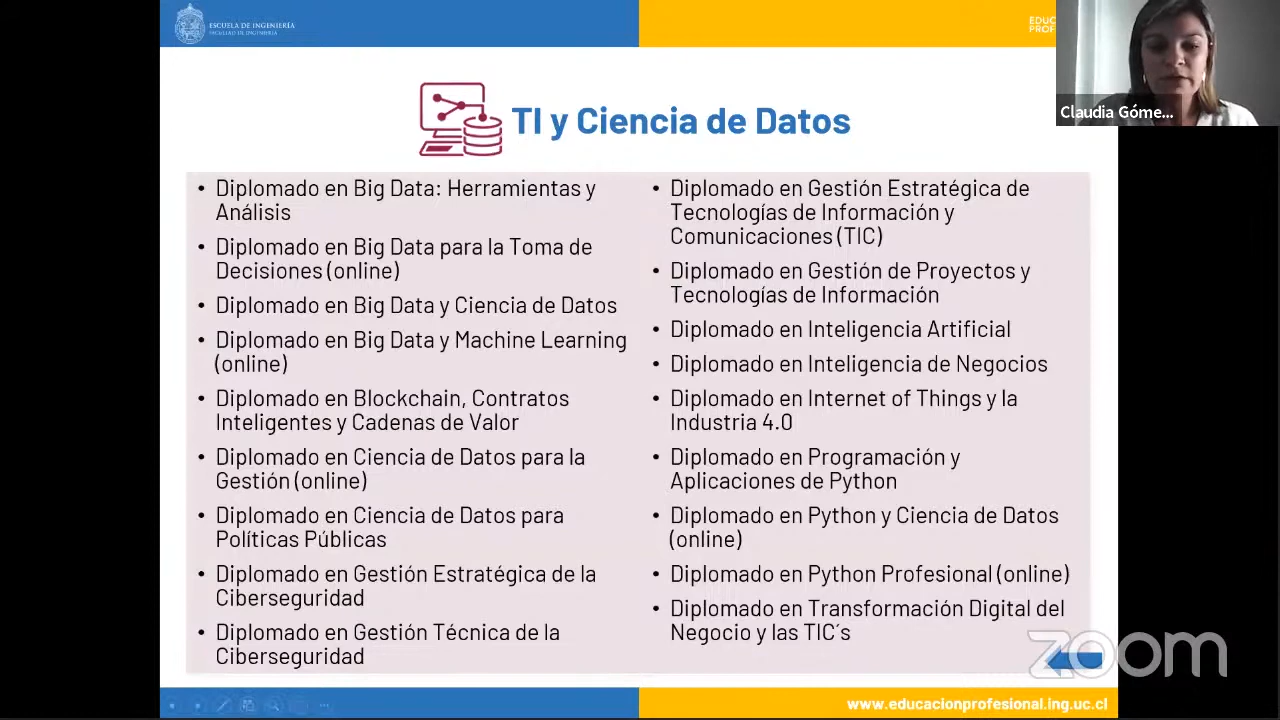 ESCUELA DE INGENIERÍA
FACULTAD DE INGENIERÍA
EDUC
PROF
Claudia Góme...
TI y Ciencia de Datos
• Diplomado en Big Data: Herramientas y
Análisis
• Diplomado en Big Data para la Toma de
Decisiones (online)
• Diplomado en Big Data y Ciencia de Datos
• Diplomado en Big Data y Machine Learning
(online)
• Diplomado en Blockchain, Contratos
Inteligentes y Cadenas de Valor
• Diplomado en Ciencia de Datos para la
Gestión (online)
• Diplomado en Ciencia de Datos para
Políticas Públicas
• Diplomado en Gestión Estratégica de la
Ciberseguridad
• Diplomado en Gestión Técnica de la
Ciberseguridad
• Diplomado en Gestión Estratégica de
Tecnologías de Información y
Comunicaciones (TIC)
• Diplomado en Gestión de Proyectos y
Tecnologías de Información
• Diplomado en Inteligencia Artificial
• Diplomado en Inteligencia de Negocios
• Diplomado en Internet of Things y la
Industria 4.0
• Diplomado en Programación y
Aplicaciones de Python
• Diplomado en Python y Ciencia de Datos
(online)
• Diplomado en Python Profesional (online)
• Diplomado en Transformación Digital del
Negocio y las TIC´s
zoom
www.educacionprofesional.ing.uc.cl